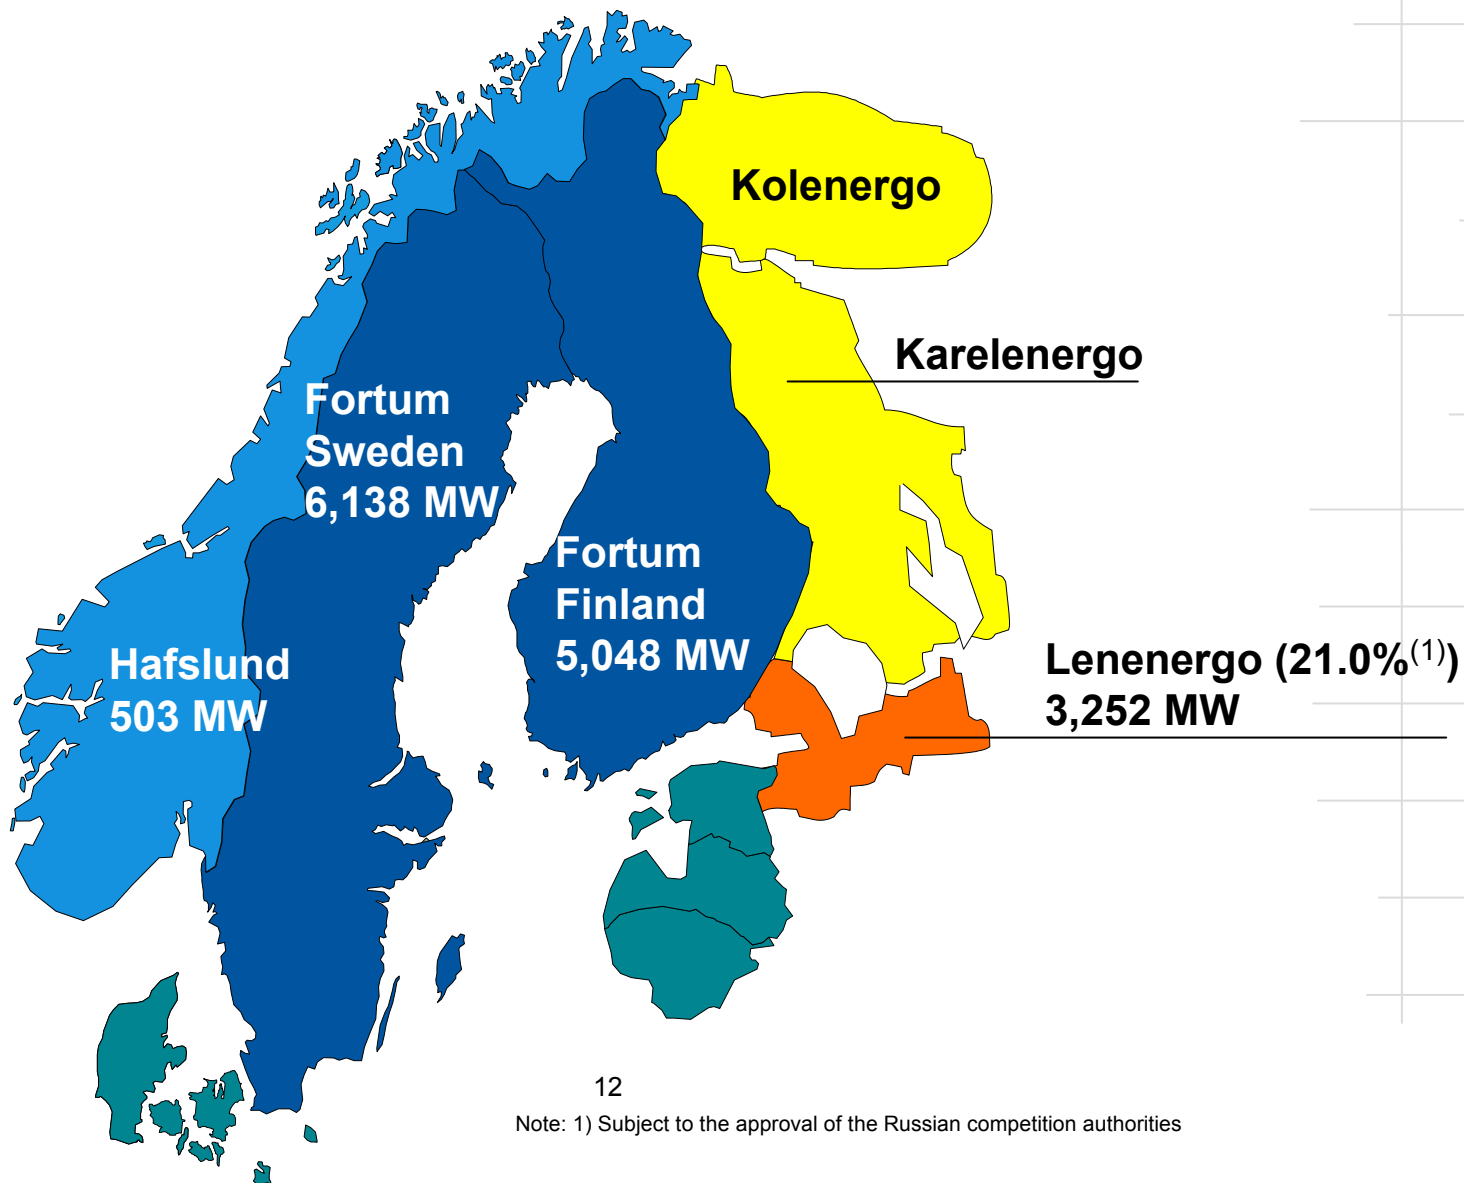 Kolenergo
Karelenergo
Fortum
Sweden
6,138 MW
Fortum
Finland
5,048 MW
Hafslund
503 MW
Lenenergo (21.0%(1))
3,252 MW
12
Note: 1) Subject to the approval of the Russian competition authorities